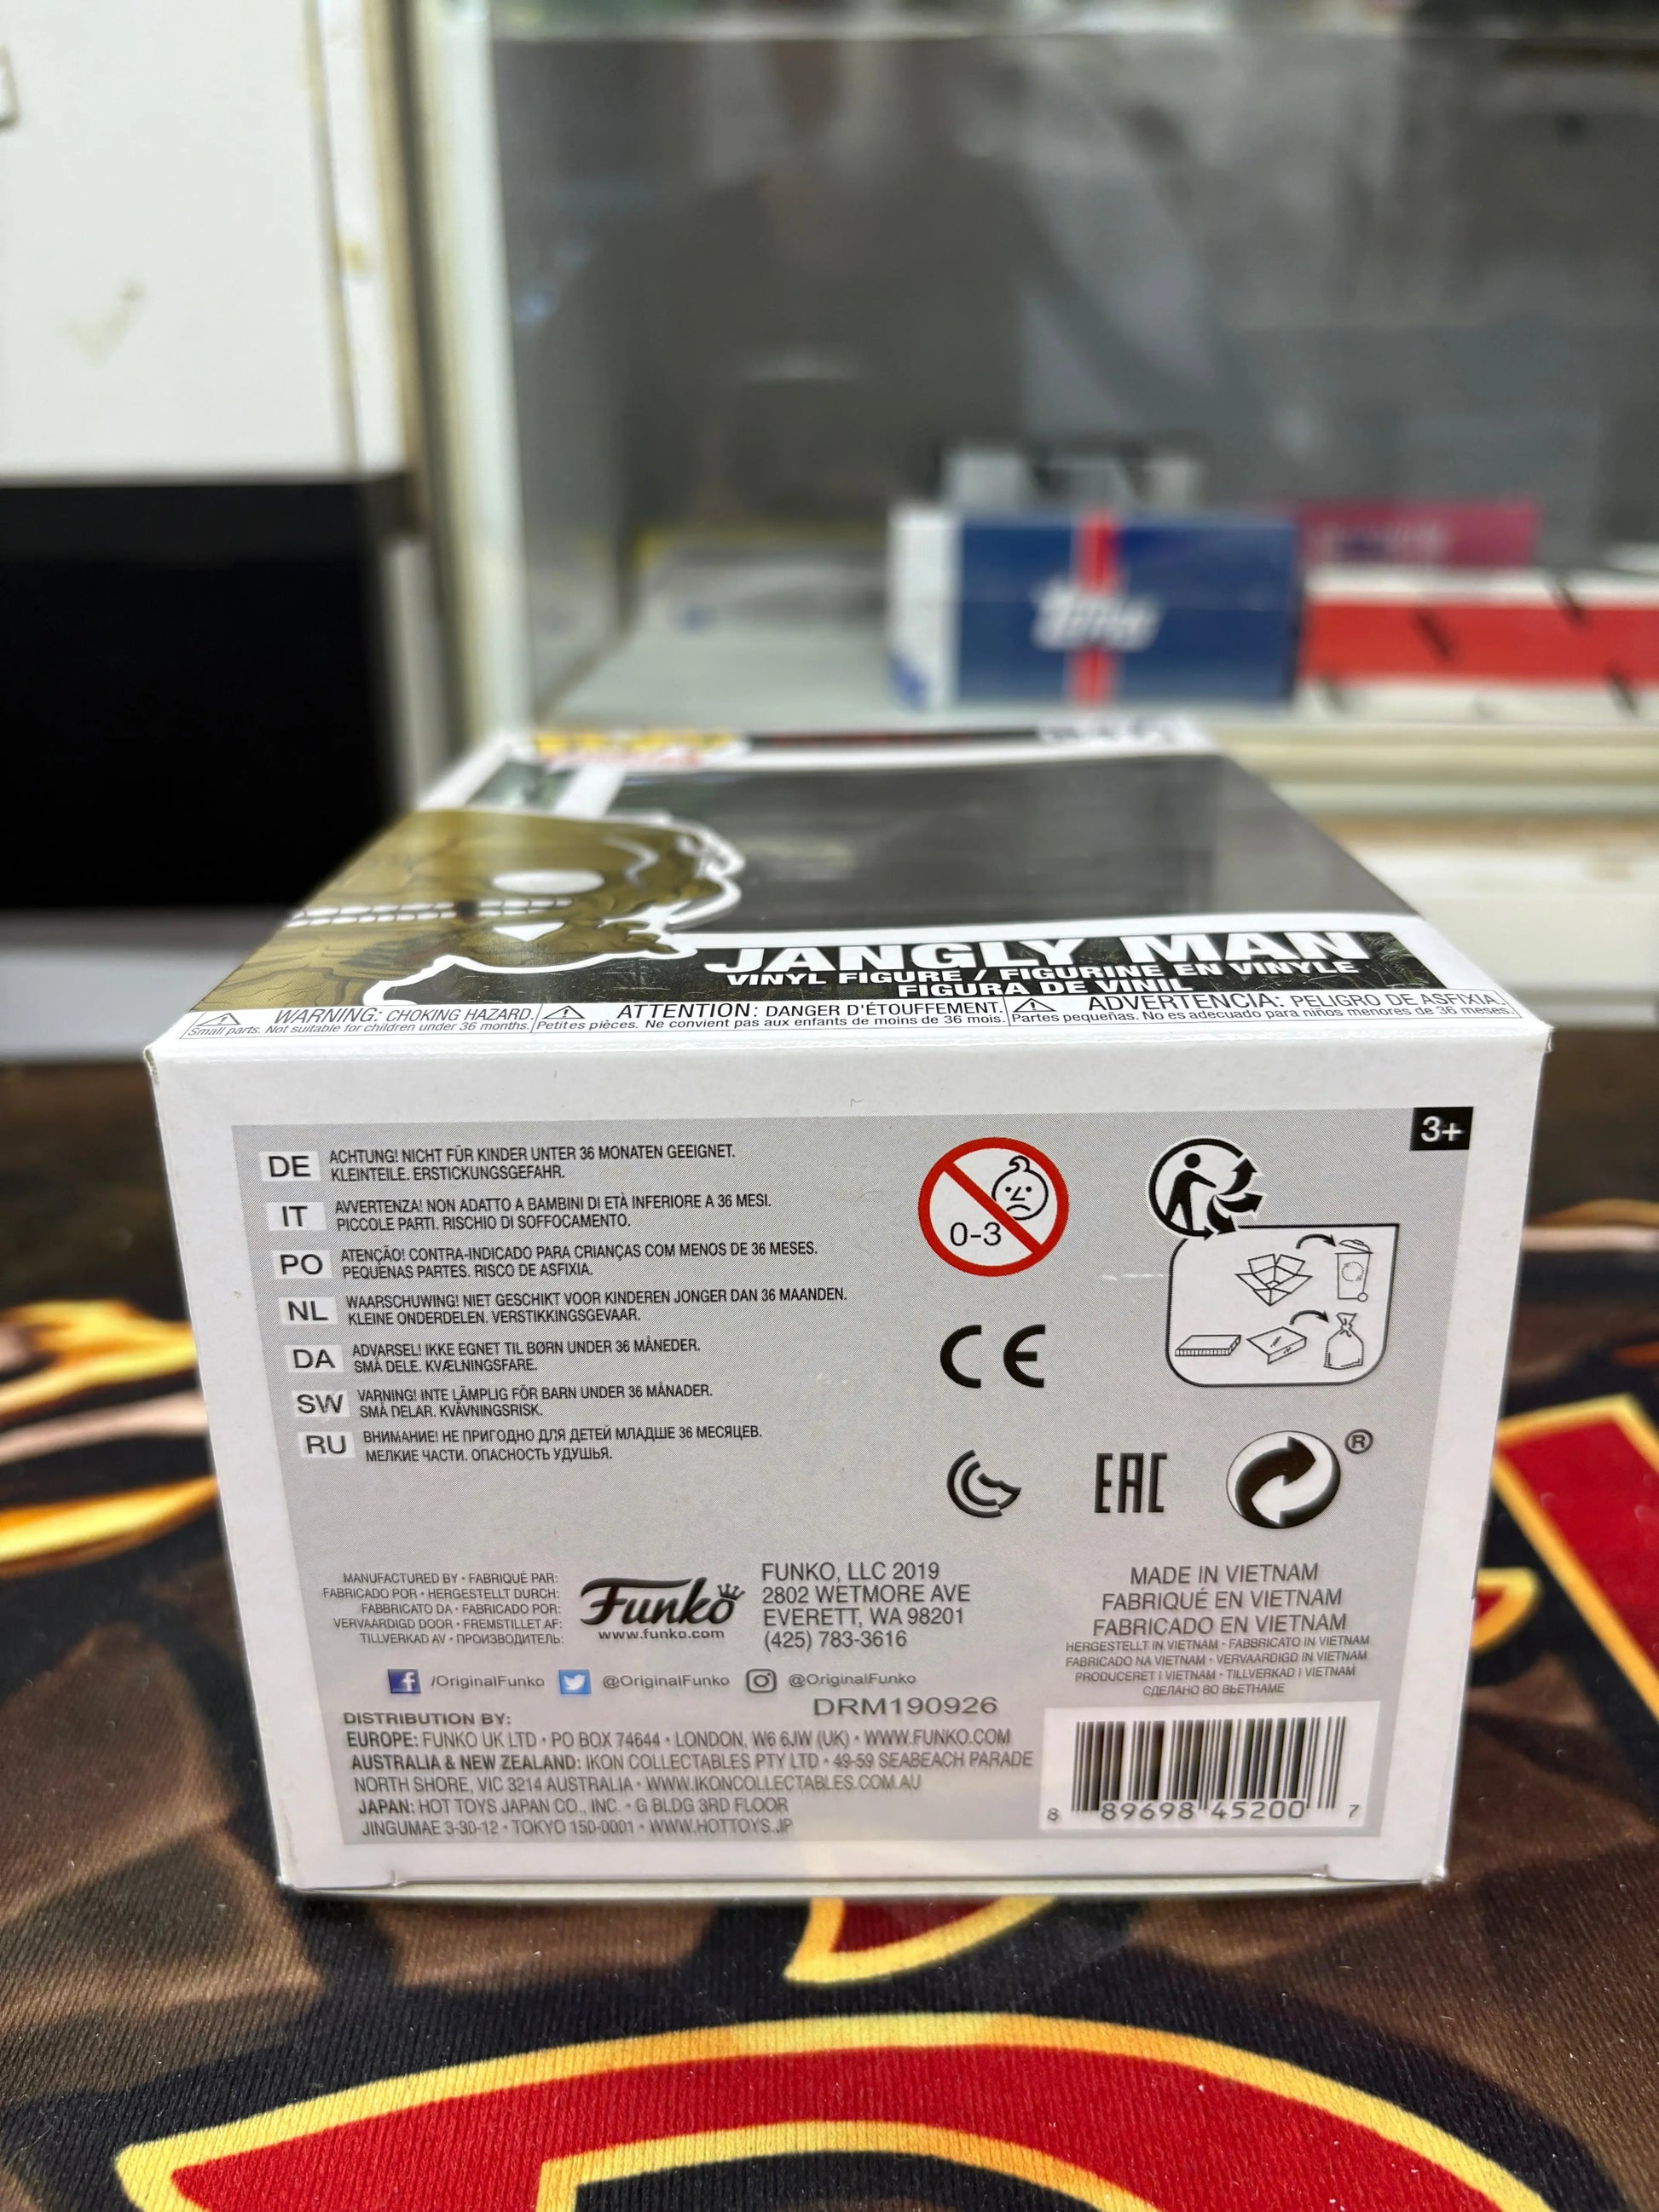 Topps
JANGLY MAN
VINYL FIGURE / FIGURINE EN VINYLE
FIGURA DE VINIL
WARNING: CHOKING HAZARD.
Small parts. Not suitable for children under 36 months.
ATTENTION: DANGER D'ÉTOUFFEMENT.
Petites pièces. Ne convient pas aux enfants de moins de 36 mois.
ADVERTENCIA: PELIGRO DE ASFIXIA.
Partes pequeñas. No es adecuado para niños menores de 36 meses.
3+
DE ACHTUNG! NICHT FÜR KINDER UNTER 36 MONATEN GEEIGNET.
KLEINTEILE. ERSTICKUNGSGEFAHR.
IT AVVERTENZA! NON ADATTO A BAMBINI DI ETÀ INFERIORE A 36 MESI.
PICCOLE PARTI. RISCHIO DI SOFFOCAMENTO.
PO ATENÇÃO! CONTRA-INDICADO PARA CRIANÇAS COM MENOS DE 36 MESES.
PEQUENAS PARTES. RISCO DE ASFIXIA.
NL WAARSCHUWING! NIET GESCHIKT VOOR KINDEREN JONGER DAN 36 MAANDEN.
KLEINE ONDERDELEN. VERSTIKKINGSGEVAAR.
DA ADVARSEL! IKKE EGNET TIL BØRN UNDER 36 MÅNEDER.
SMÅ DELE. KVÆLNINGSFARE.
SW VARNING! INTE LÄMPLIG FÖR BARN UNDER 36 MÅNADER.
SMÅ DELAR. KVÄVNINGSRISK.
RU ВНИМАНИЕ! НЕ ПРИГОДНО ДЛЯ ДЕТЕЙ МЛАДШЕ 36 МЕСЯЦЕВ.
МЕЛКИЕ ЧАСТИ. ОПАСНОСТЬ УДУШЬЯ.
0-3
CE
EAC
®
MANUFACTURED BY • FABRIQUÉ PAR:
FABRICADO POR • HERGESTELLT DURCH:
FABBRICATO DA • FABRICADO POR:
VERVAARDIGD DOOR • FREMSTILLET AF:
TILLVERKAD AV • ПРОИЗВОДИТЕЛЬ:
Funko
www.funko.com
FUNKO, LLC 2019
2802 WETMORE AVE
EVERETT, WA 98201
(425) 783-3616
MADE IN VIETNAM
FABRIQUÉ EN VIETNAM
FABRICADO EN VIETNAM
HERGESTELLT IN VIETNAM • FABBRICATO IN VIETNAM
FABRICADO NA VIETNAM • VERVAARDIGD IN VIETNAM
PRODUCERET I VIETNAM • TILLVERKAD I VIETNAM
СДЕЛАНО ВО ВЬЕТНАМЕ
/OriginalFunko @OriginalFunko @OriginalFunko
DRM190926
DISTRIBUTION BY:
EUROPE: FUNKO UK LTD • PO BOX 74644 • LONDON, W6 6JW (UK) • WWW.FUNKO.COM
AUSTRALIA & NEW ZEALAND: IKON COLLECTABLES PTY LTD • 49-59 SEABEACH PARADE
NORTH SHORE, VIC 3214 AUSTRALIA • WWW.IKONCOLLECTABLES.COM.AU
JAPAN: HOT TOYS JAPAN CO., INC. • G BLDG 3RD FLOOR
JINGUMAE 3-30-12 • TOKYO 150-0001 • WWW.HOTTOYS.JP
8 89698 45200 7